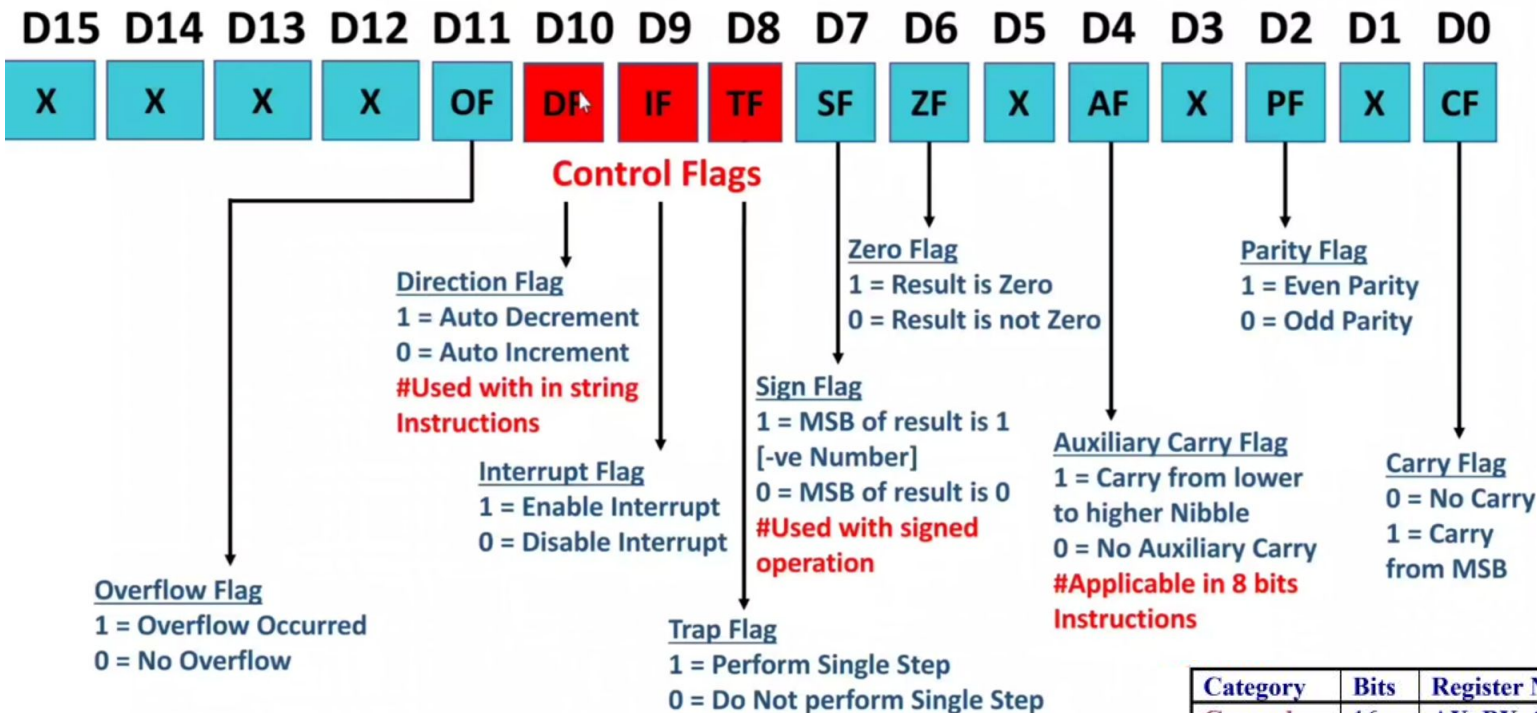 D15 D14 D13 D12 D11 D10 D9 D8 D7 D6 D5 D4 D3 D2 D1 D0
X X X X OF DF IF TF SF ZF X AF X PF X CF
Control Flags
Direction Flag
1 = Auto Decrement
0 = Auto Increment
#Used with in string
Instructions
Interrupt Flag
1 = Enable Interrupt
0 = Disable Interrupt
Overflow Flag
1 = Overflow Occurred
0 = No Overflow
Trap Flag
1 = Perform Single Step
0 = Do Not perform Single Step
Zero Flag
1 = Result is Zero
0 = Result is not Zero
Sign Flag
1 = MSB of result is 1
[-ve Number]
0 = MSB of result is 0
#Used with signed
operation
Auxiliary Carry Flag
1 = Carry from lower
to higher Nibble
0 = No Auxiliary Carry
#Applicable in 8 bits
Instructions
Parity Flag
1 = Even Parity
0 = Odd Parity
Carry Flag
0 = No Carry
1 = Carry
from MSB
Category Bits Register